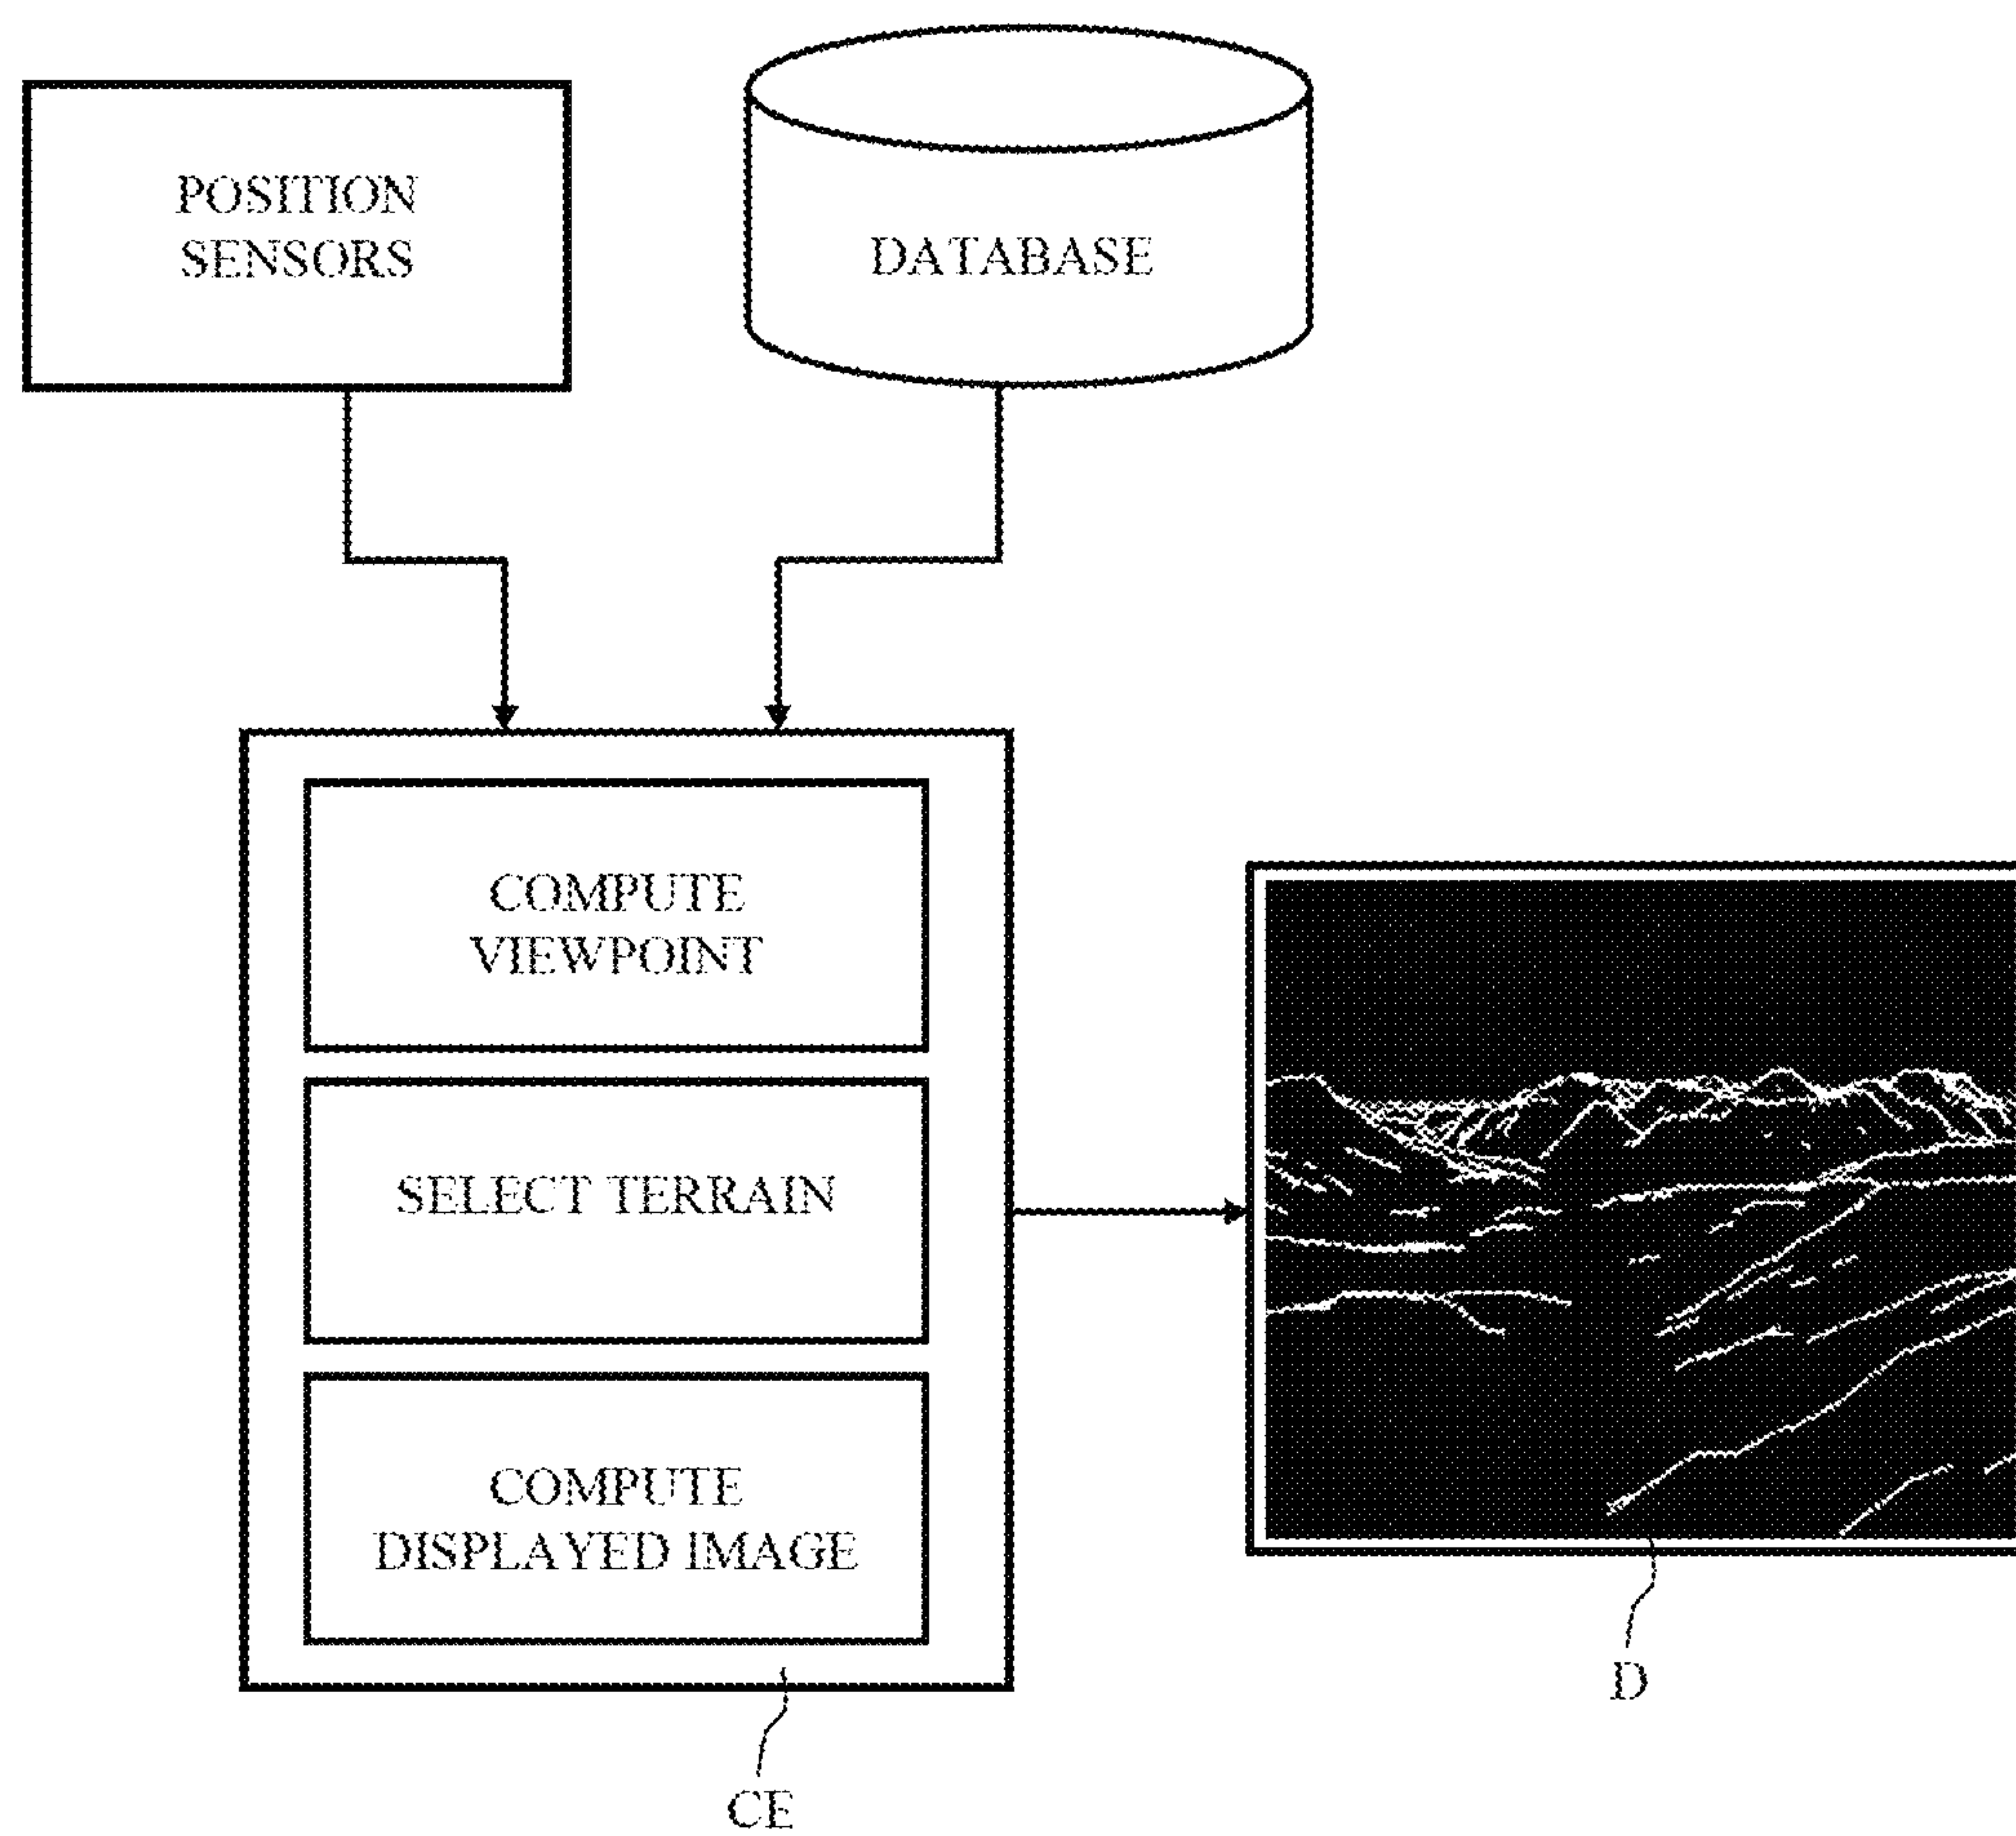 POSITION
SENSORS
DATABASE
COMPUTE
VIEWPOINT
SELECT TERRAIN
COMPUTE
DISPLAYED IMAGE
D
CE